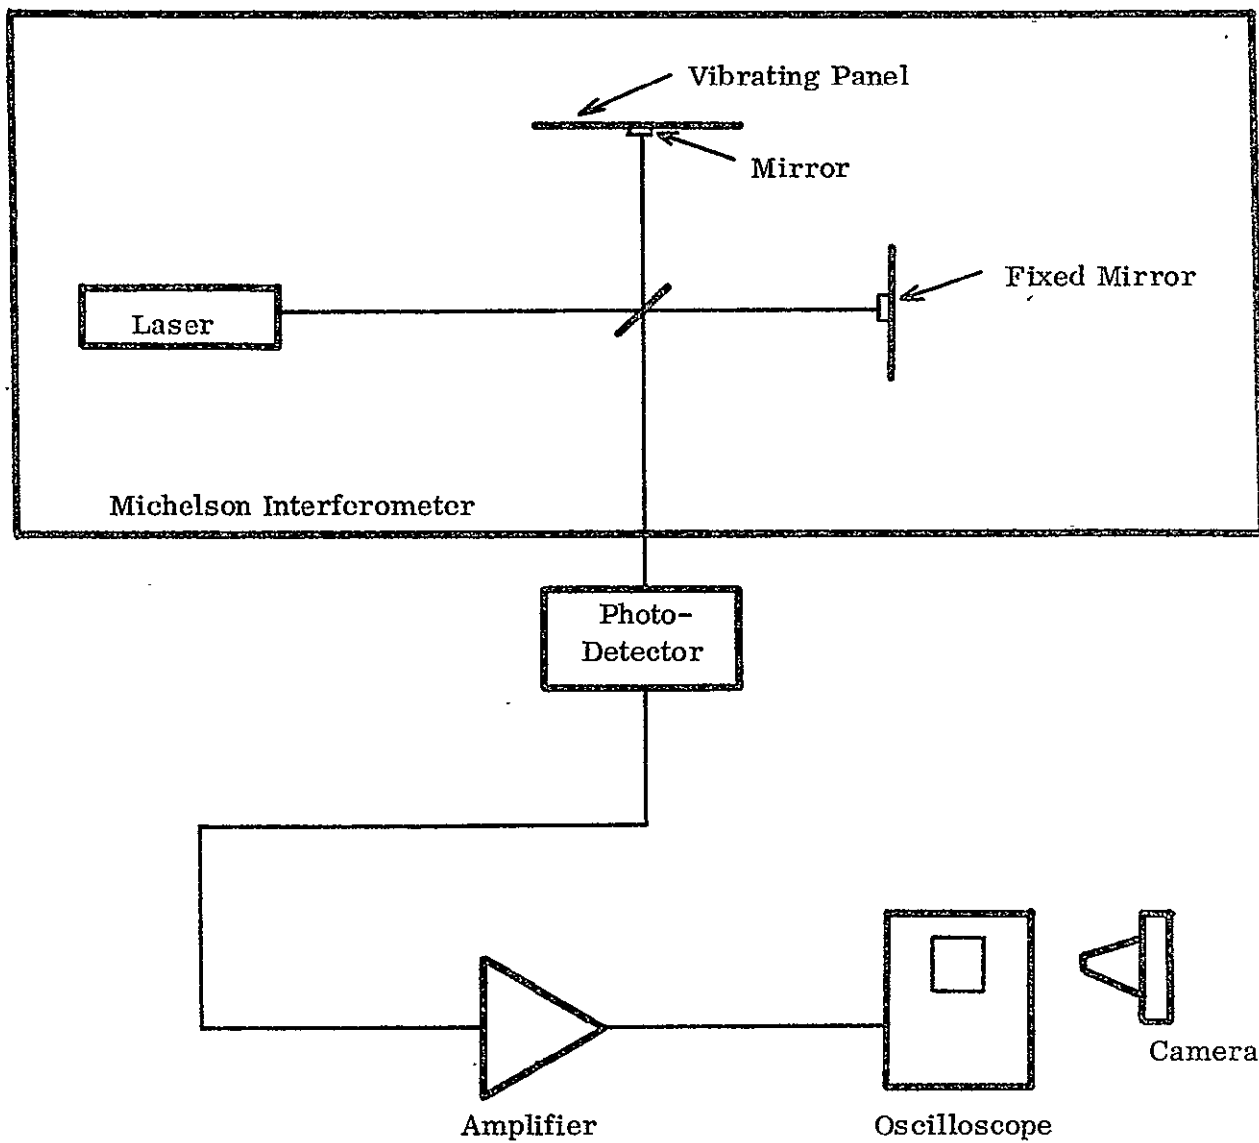 Vibrating Panel
Mirror
Fixed Mirror
Laser
Michelson Interferometer
Photo-
Detector
Camera
Amplifier
Oscilloscope